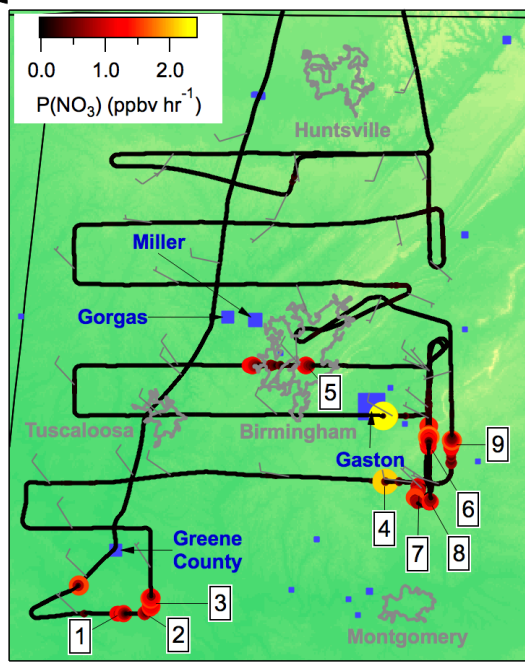 0.0 1.0 2.0
P(NO₃) (ppbv hr⁻¹)
Huntsville
Miller
Gorgas
5
Tuscaloosa
Birmingham
Gaston
9
4
6
7
8
Greene
County
3
1
2
Montgomery